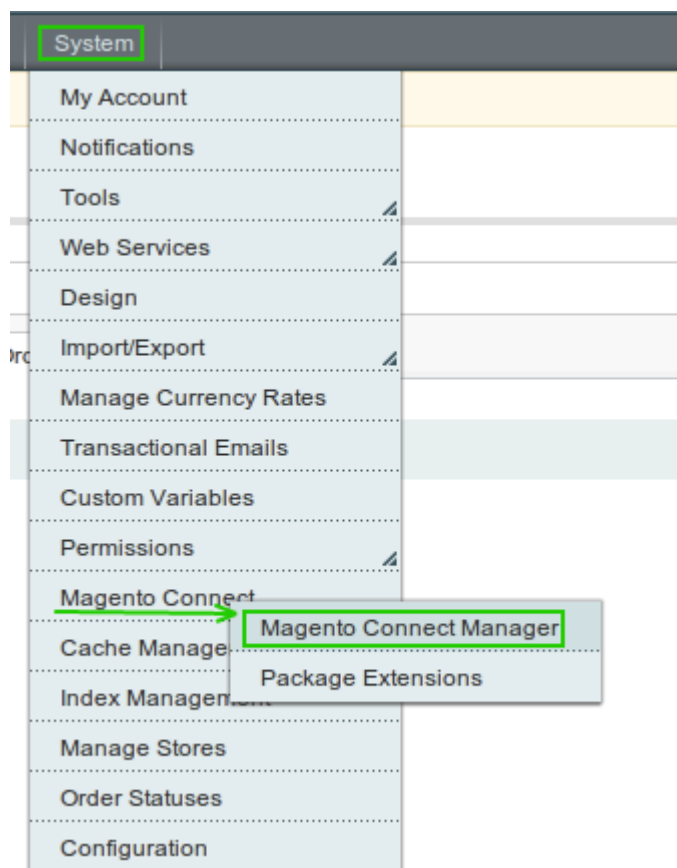 System
My Account
Notifications
Tools
Web Services
Design
Import/Export
Manage Currency Rates
Transactional Emails
Custom Variables
Permissions
Magento Connect
Magento Connect Manager
Cache Manage
Package Extensions
Index Management
Manage Stores
Order Statuses
Configuration